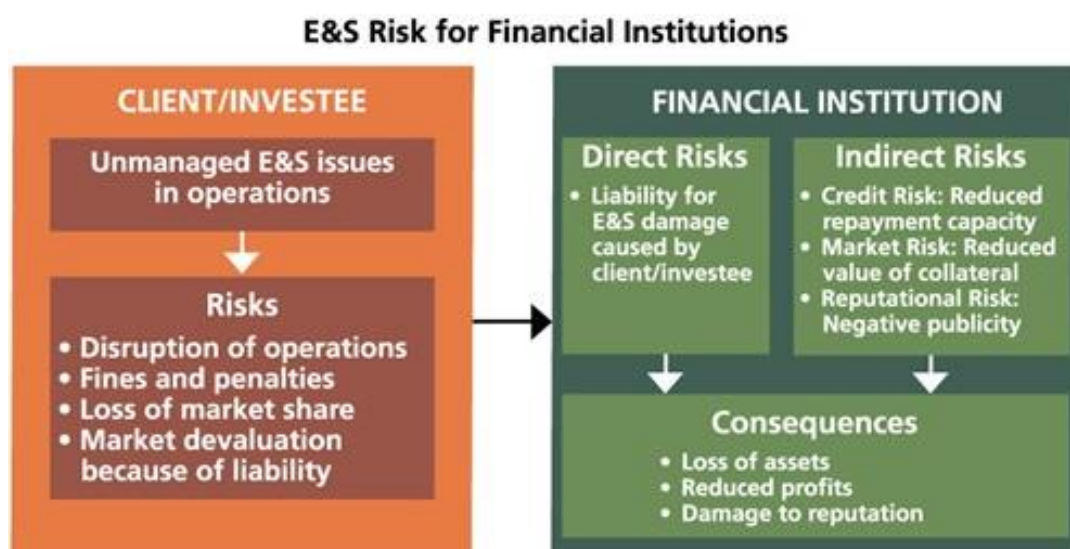 E&S Risk for Financial Institutions
CLIENT/INVESTEE
Unmanaged E&S issues
in operations
Risks
• Disruption of operations
• Fines and penalties
• Loss of market share
• Market devaluation
because of liability
FINANCIAL INSTITUTION
Direct Risks
• Liability for
E&S damage
caused by
client/investee
Indirect Risks
• Credit Risk: Reduced
repayment capacity
• Market Risk: Reduced
value of collateral
• Reputational Risk:
Negative publicity
Consequences
• Loss of assets
• Reduced profits
• Damage to reputation